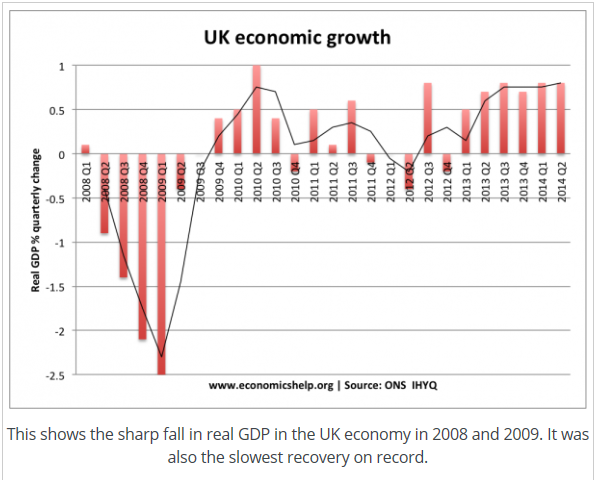 UK economic growth
1
0.5
0
-0.5
-1
-1.5
-2
-2.5
Real GDP % quarterly change
2008 Q1
2008 Q2
2008 Q3
2008 Q4
2009 Q1
2009 Q2
2009 Q3
2009 Q4
2010 Q1
2010 Q2
2010 Q3
2010 Q4
2011 Q1
2011 Q2
2011 Q3
2011 Q4
2012 Q1
2012 Q2
2012 Q3
2012 Q4
2013 Q1
2013 Q2
2013 Q3
2013 Q4
2014 Q1
2014 Q2
www.economicshelp.org | Source: ONS IHYQ
This shows the sharp fall in real GDP in the UK economy in 2008 and 2009. It was
also the slowest recovery on record.